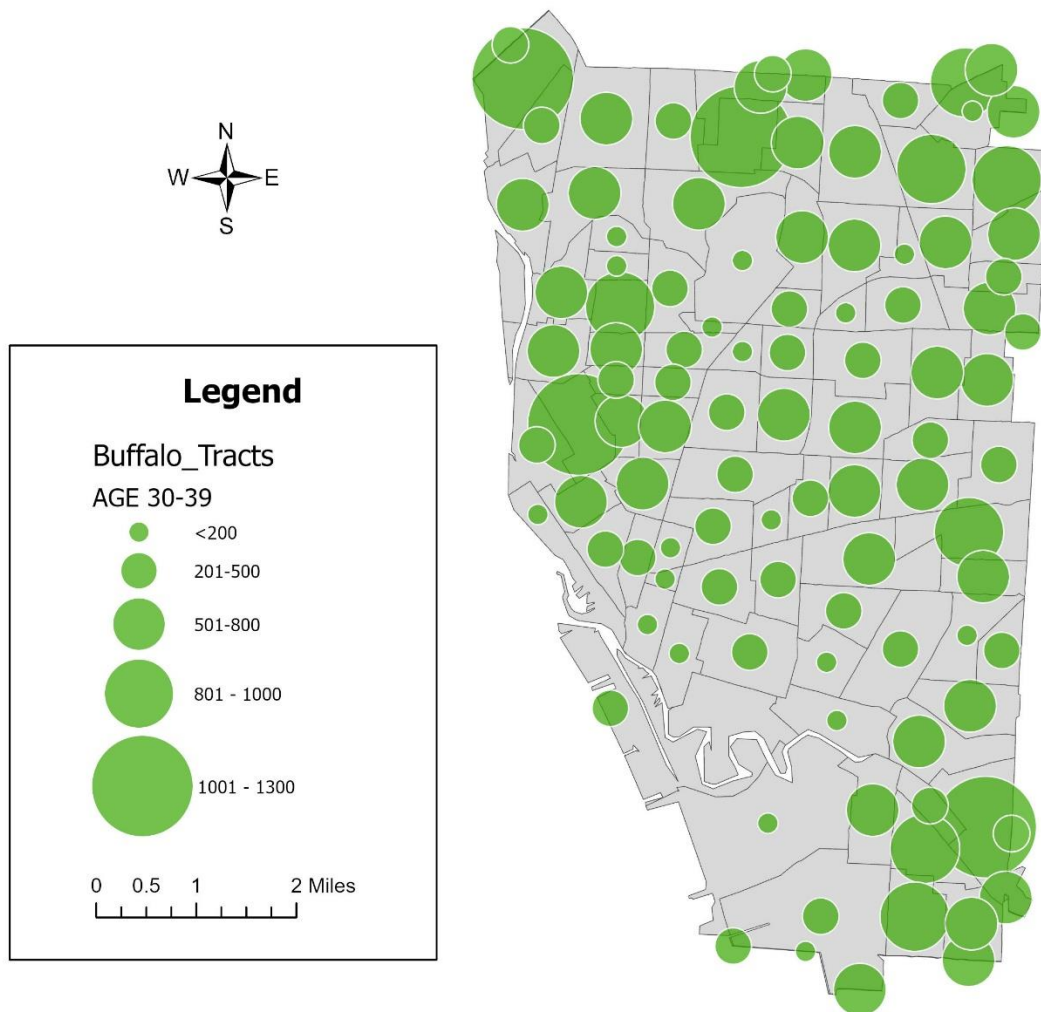 N
W E
S
Legend
Buffalo_Tracts
AGE 30-39
<200
201-500
501-800
801 - 1000
1001 - 1300
0 0.5 1 2 Miles